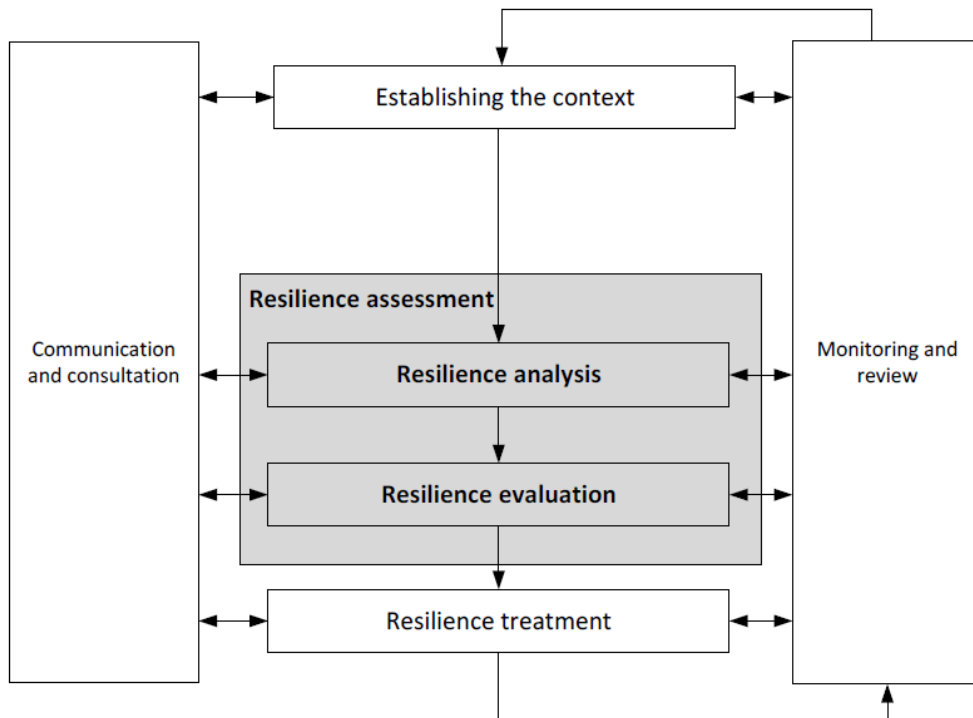 Establishing the context
Resilience assessment
Communication
and consultation
Resilience analysis
Monitoring and
review
Resilience evaluation
Resilience treatment